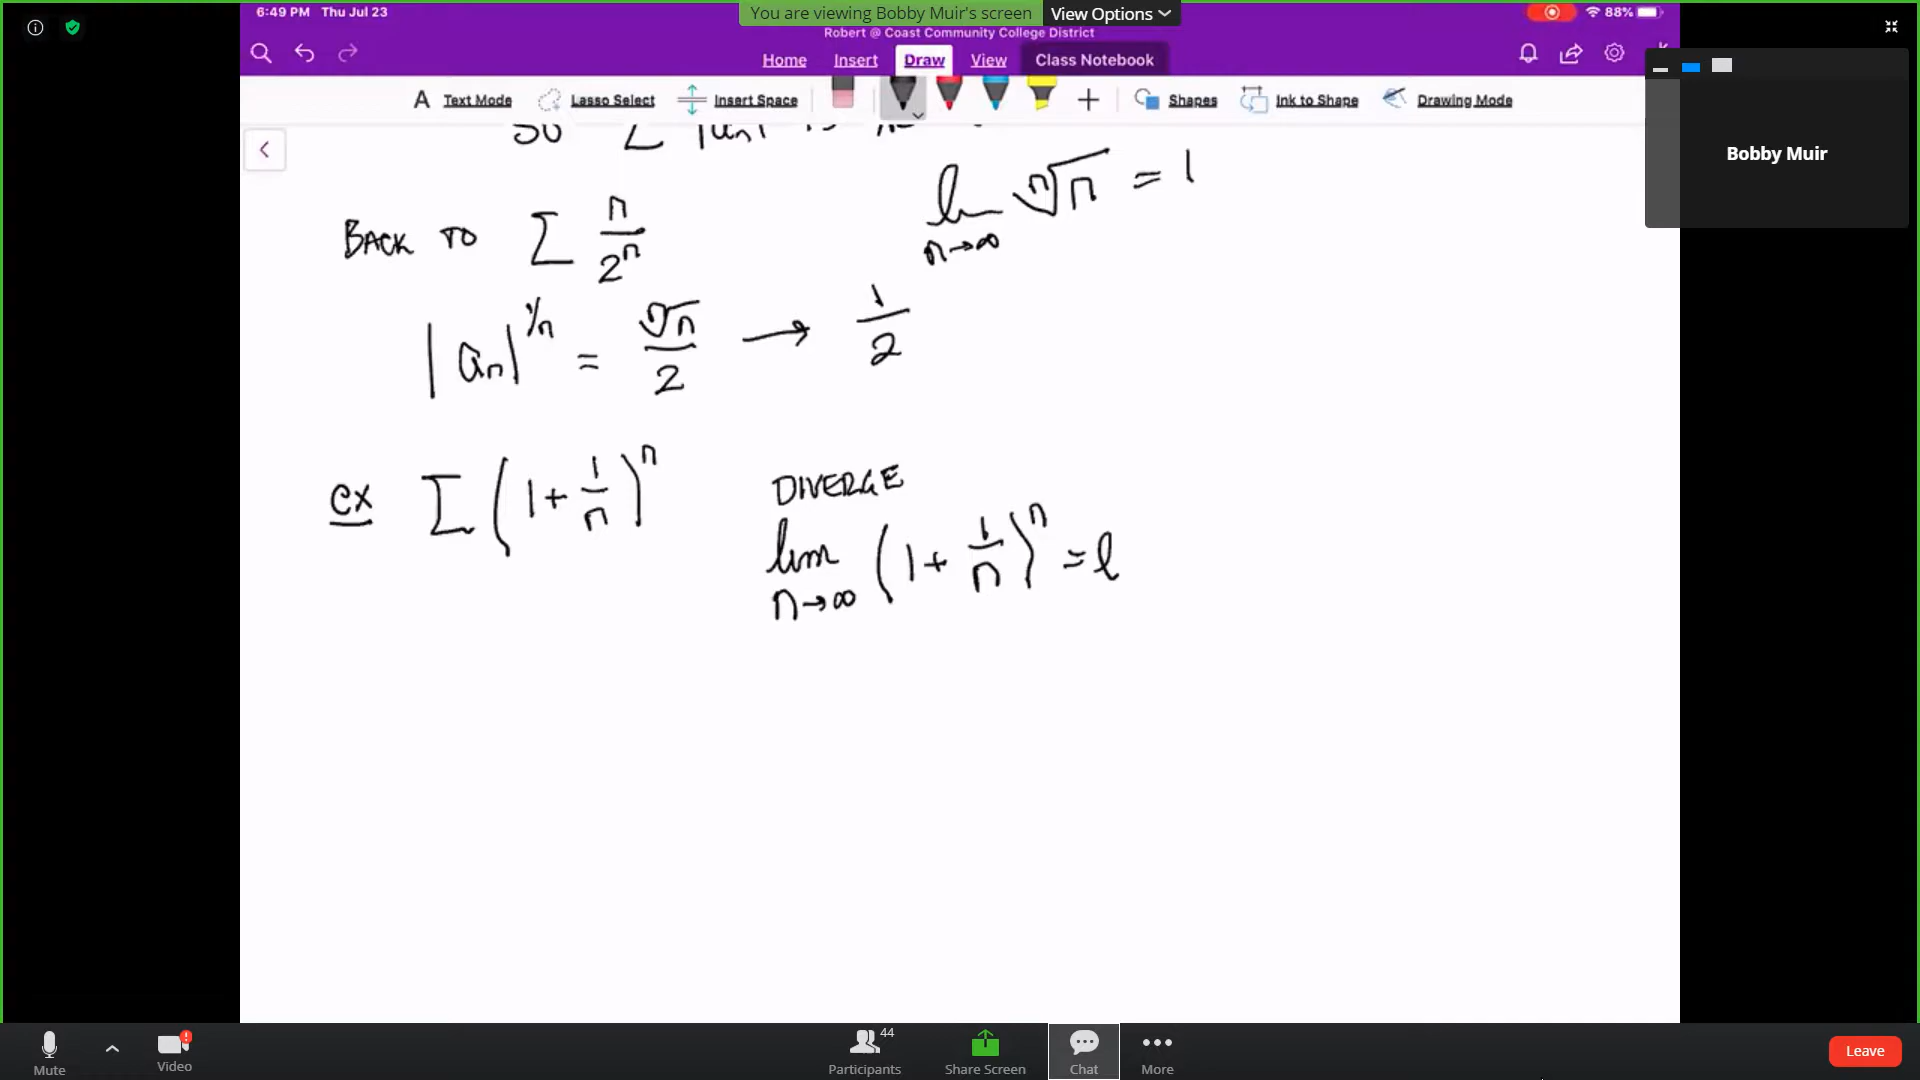 6:49 PM Thu Jul 23
You are viewing Bobby Muir's screen View Options
88%
Robert @ Coast Community College District
Home Insert Draw View Class Notebook
A Text Mode Lasso Select Insert Space + Shapes Ink to Shape Drawing Mode
Bobby Muir
So Σ |an|
lim n→∞ ⁿ√n = 1
BACK TO Σ n/2^n
|an|^1/n = ⁿ√n/2 → 1/2
ex Σ (1 + 1/n)^n
DIVERGE
lim n→∞ (1 + 1/n)^n = e
Mute Video 44 Participants Share Screen Chat More Leave